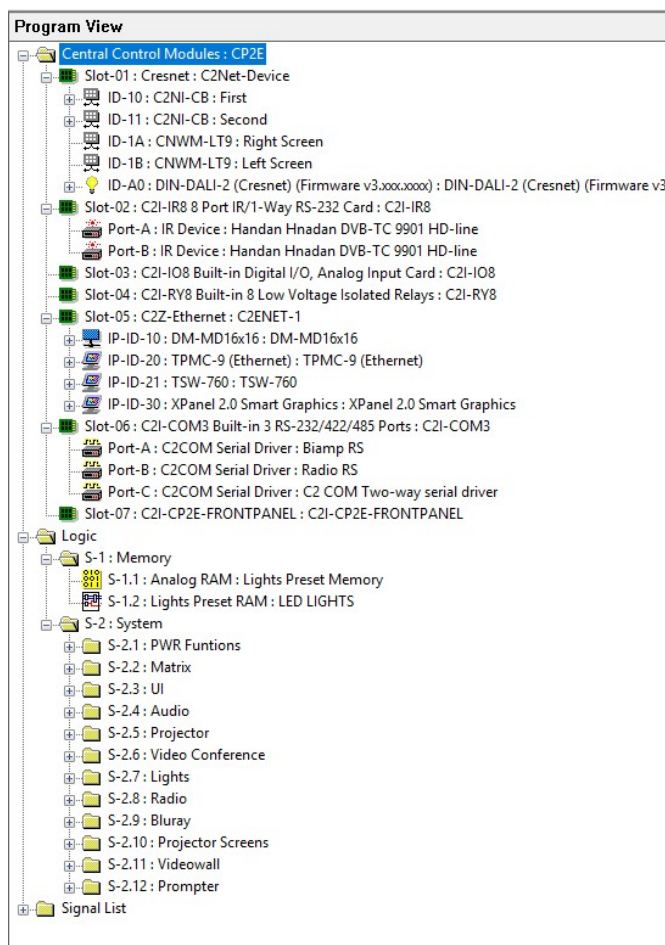 Program View
Central Control Modules : CP2E
Slot-01 : Cresnet : C2Net-Device
ID-10 : C2NI-CB : First
ID-11 : C2NI-CB : Second
ID-1A : CNWM-LT9 : Right Screen
ID-1B : CNWM-LT9 : Left Screen
ID-A0 : DIN-DALI-2 (Cresnet) (Firmware v3.xxx.xxxx) : DIN-DALI-2 (Cresnet) (Firmware v3
Slot-02 : C2I-IR8 8 Port IR/1-Way RS-232 Card : C2I-IR8
Port-A : IR Device : Handan Hnadan DVB-TC 9901 HD-line
Port-B : IR Device : Handan Hnadan DVB-TC 9901 HD-line
Slot-03 : C2I-IO8 Built-in Digital I/O, Analog Input Card : C2I-IO8
Slot-04 : C2I-RY8 Built-in 8 Low Voltage Isolated Relays : C2I-RY8
Slot-05 : C2Z-Ethernet : C2ENET-1
IP-ID-10 : DM-MD16x16 : DM-MD16x16
IP-ID-20 : TPMC-9 (Ethernet) : TPMC-9 (Ethernet)
IP-ID-21 : TSW-760 : TSW-760
IP-ID-30 : XPanel 2.0 Smart Graphics : XPanel 2.0 Smart Graphics
Slot-06 : C2I-COM3 Built-in 3 RS-232/422/485 Ports : C2I-COM3
Port-A : C2COM Serial Driver : Biamp RS
Port-B : C2COM Serial Driver : Radio RS
Port-C : C2COM Serial Driver : C2 COM Two-way serial driver
Slot-07 : C2I-CP2E-FRONTPANEL : C2I-CP2E-FRONTPANEL
Logic
S-1 : Memory
S-1.1 : Analog RAM : Lights Preset Memory
S-1.2 : Lights Preset RAM : LED LIGHTS
S-2 : System
S-2.1 : PWR Funtions
S-2.2 : Matrix
S-2.3 : UI
S-2.4 : Audio
S-2.5 : Projector
S-2.6 : Video Conference
S-2.7 : Lights
S-2.8 : Radio
S-2.9 : Bluray
S-2.10 : Projector Screens
S-2.11 : Videowall
S-2.12 : Prompter
Signal List